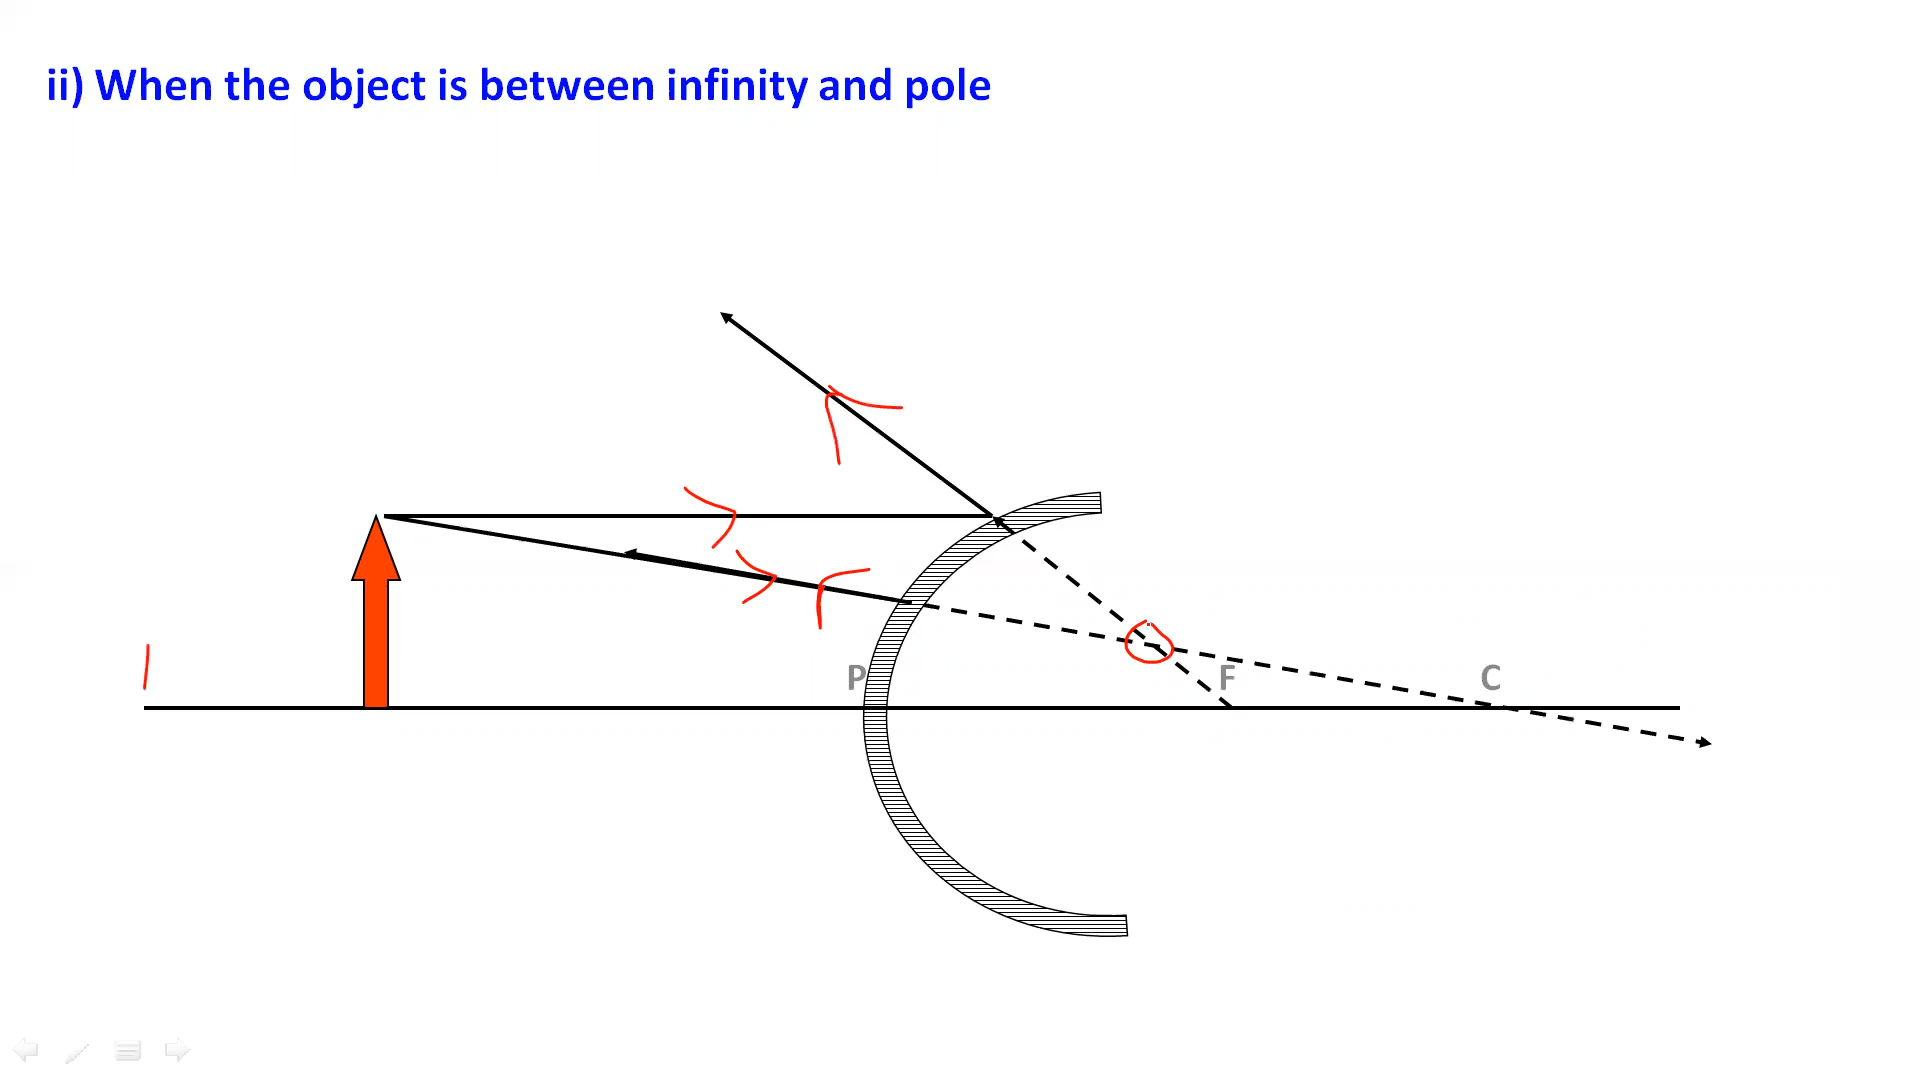 ii) When the object is between infinity and pole
P F C